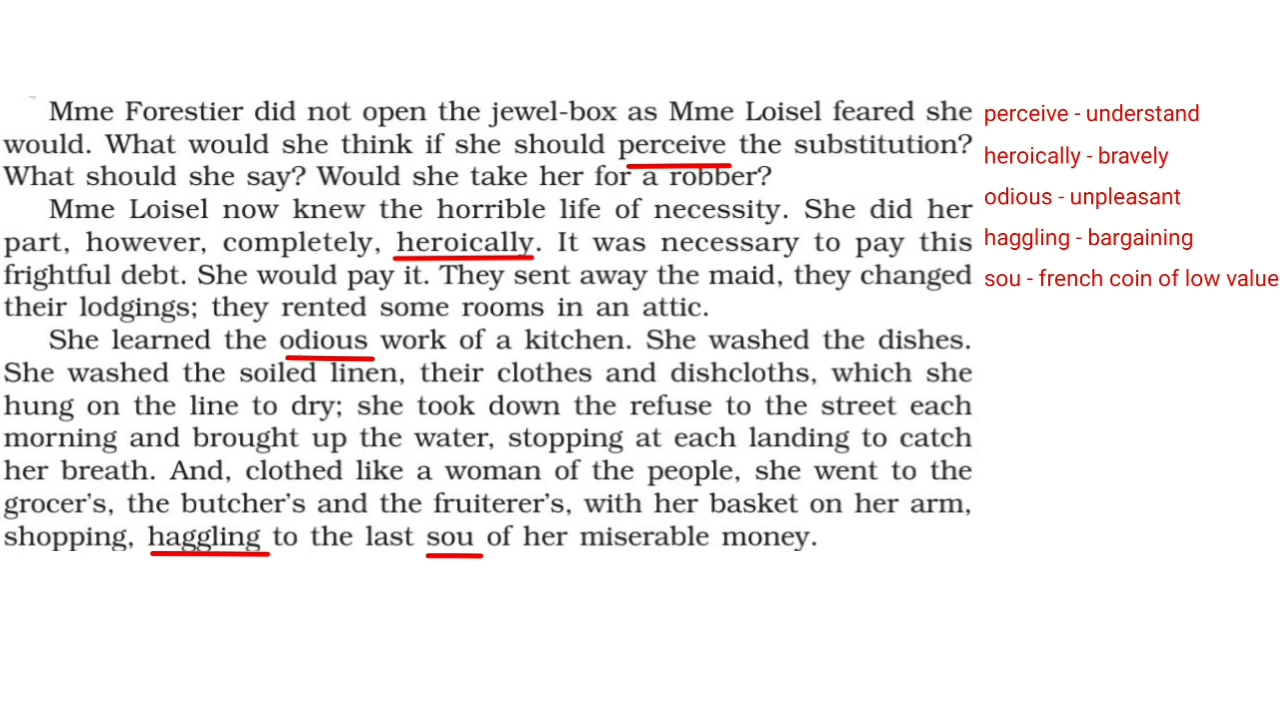 Mme Forestier did not open the jewel-box as Mme Loisel feared she
would. What would she think if she should perceive the substitution?
What should she say? Would she take her for a robber?
Mme Loisel now knew the horrible life of necessity. She did her
part, however, completely, heroically. It was necessary to pay this
frightful debt. She would pay it. They sent away the maid, they changed
their lodgings; they rented some rooms in an attic.
She learned the odious work of a kitchen. She washed the dishes.
She washed the soiled linen, their clothes and dishcloths, which she
hung on the line to dry; she took down the refuse to the street each
morning and brought up the water, stopping at each landing to catch
her breath. And, clothed like a woman of the people, she went to the
grocer's, the butcher's and the fruiterer's, with her basket on her arm,
shopping, haggling to the last sou of her miserable money.
perceive - understand
heroically - bravely
odious - unpleasant
haggling - bargaining
sou - french coin of low value